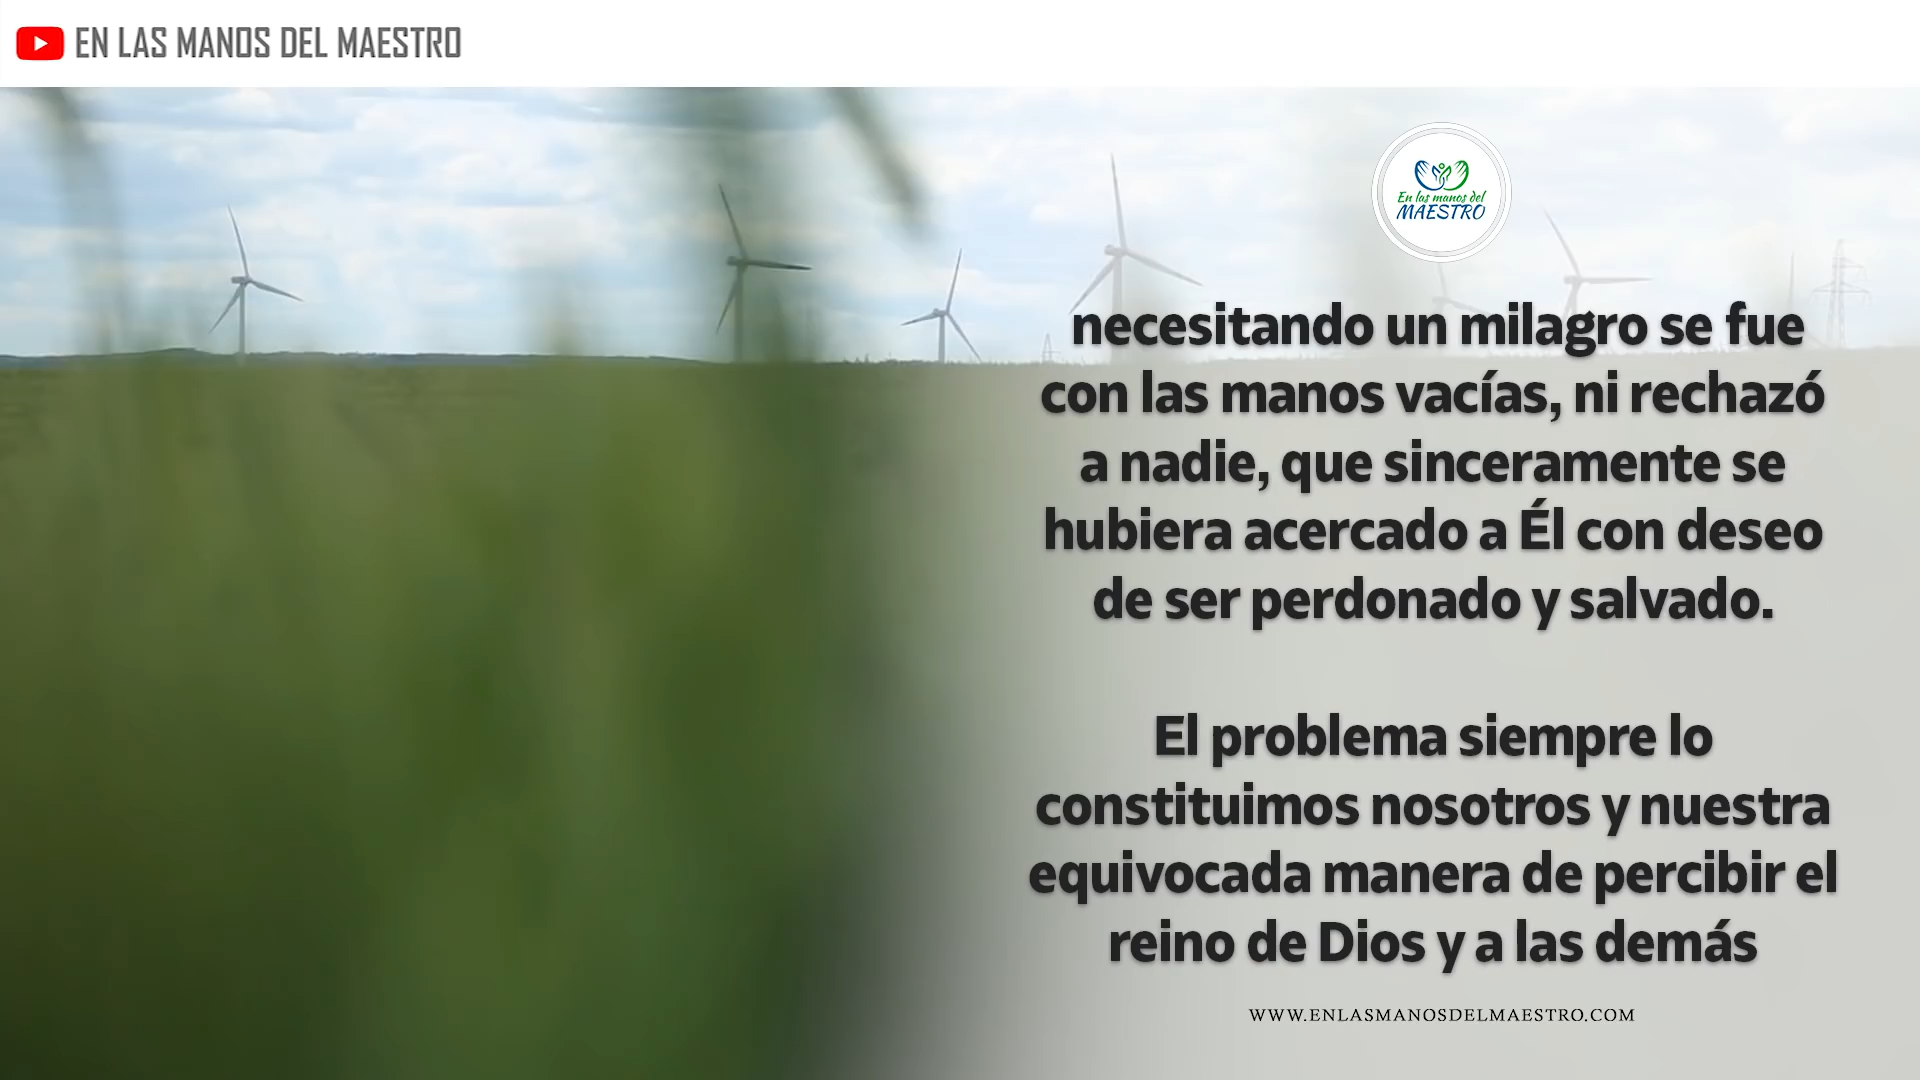 EN LAS MANOS DEL MAESTRO
En las manos del
MAESTRO
necesitando un milagro se fue
con las manos vacías, ni rechazó
a nadie, que sinceramente se
hubiera acercado a Él con deseo
de ser perdonado y salvado.
El problema siempre lo
constituimos nosotros y nuestra
equivocada manera de percibir el
reino de Dios y a las demás
WWW.ENLASMANOSDELMAESTRO.COM